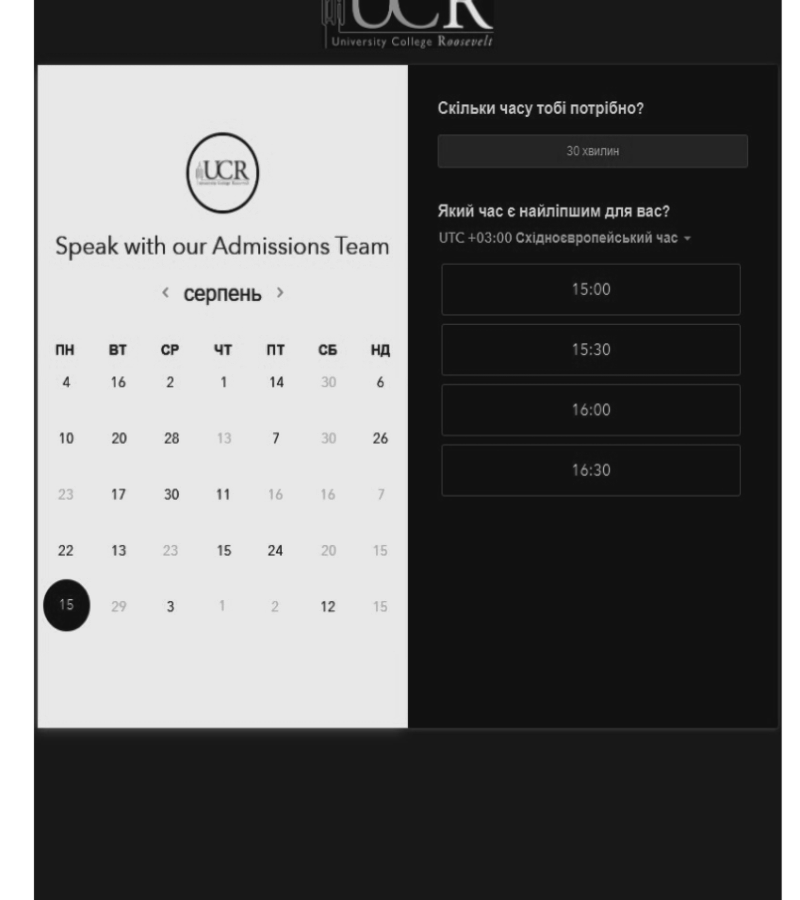 UCR
University College Roosevelt
UCR
Speak with our Admissions Team
‹ серпень ›
ПН ВТ СР ЧТ ПТ СБ НД
4 16 2 1 14 30 6
10 20 28 13 7 30 26
23 17 30 11 16 16 7
22 13 23 15 24 20 15
15 29 3 1 2 12 15
Скільки часу тобі потрібно?
30 хвилин
Який час є найліпшим для вас?
UTC +03:00 Східноєвропейський час
15:00
15:30
16:00
16:30